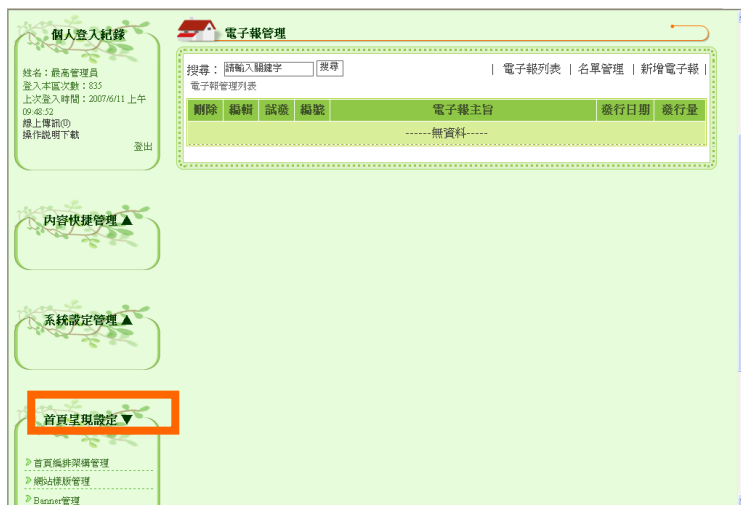 個人登入紀錄
姓名：最高管理員
登入本區次數：835
上次登入時間：2007/6/11 上午
09:48:52
線上傳訊(0)
操作說明下載
登出
內容快捷管理▲
系統設定管理▲
首頁呈現設定▼
首頁編排架構管理
網站樣版管理
Banner管理
電子報管理
搜尋： 請輸入關鍵字 搜尋 | 電子報列表 | 名單管理 | 新增電子報 |
電子報管理列表
刪除 編輯 試發 編號 電子報主旨 發行日期 發行量
------無資料-----